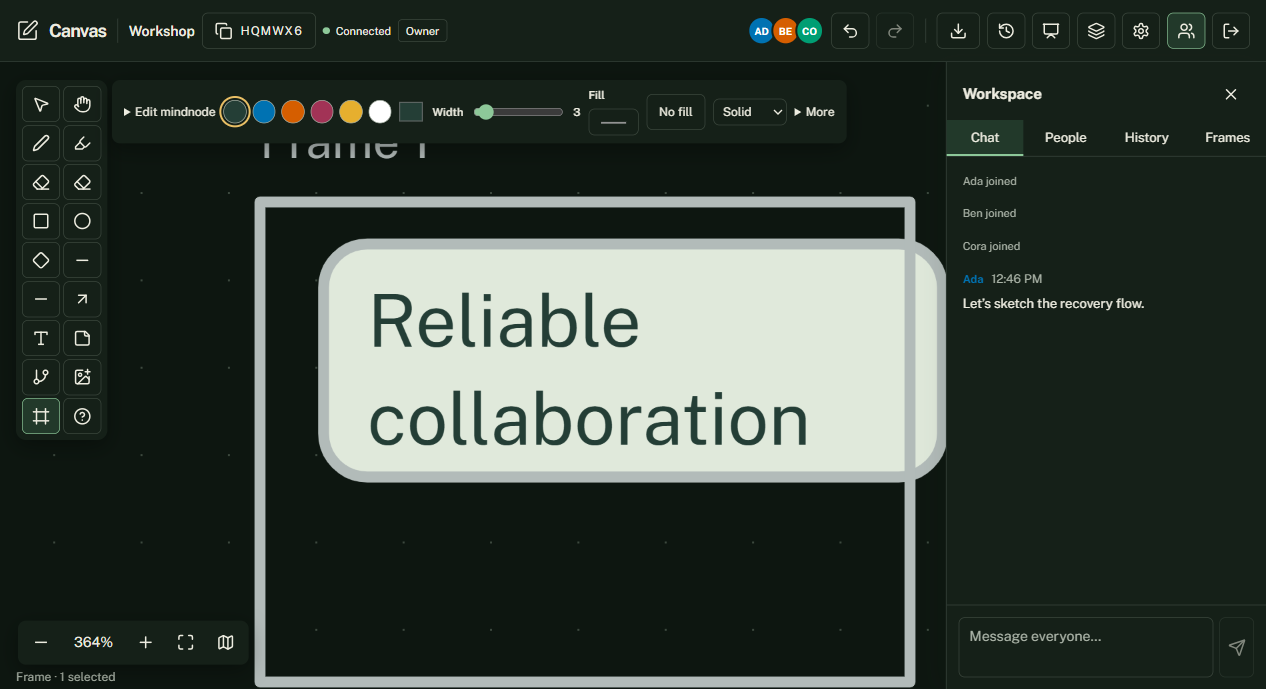 Canvas
Workshop
HQMWX6
Connected
Owner
AD
BE
CO
Edit mindnode
Width
3
Fill
No fill
Solid
More
Frame 1
Reliable
collaboration
Workspace
Chat
People
History
Frames
Ada joined
Ben joined
Cora joined
Ada 12:46 PM
Let's sketch the recovery flow.
Message everyone...
364%
Frame · 1 selected